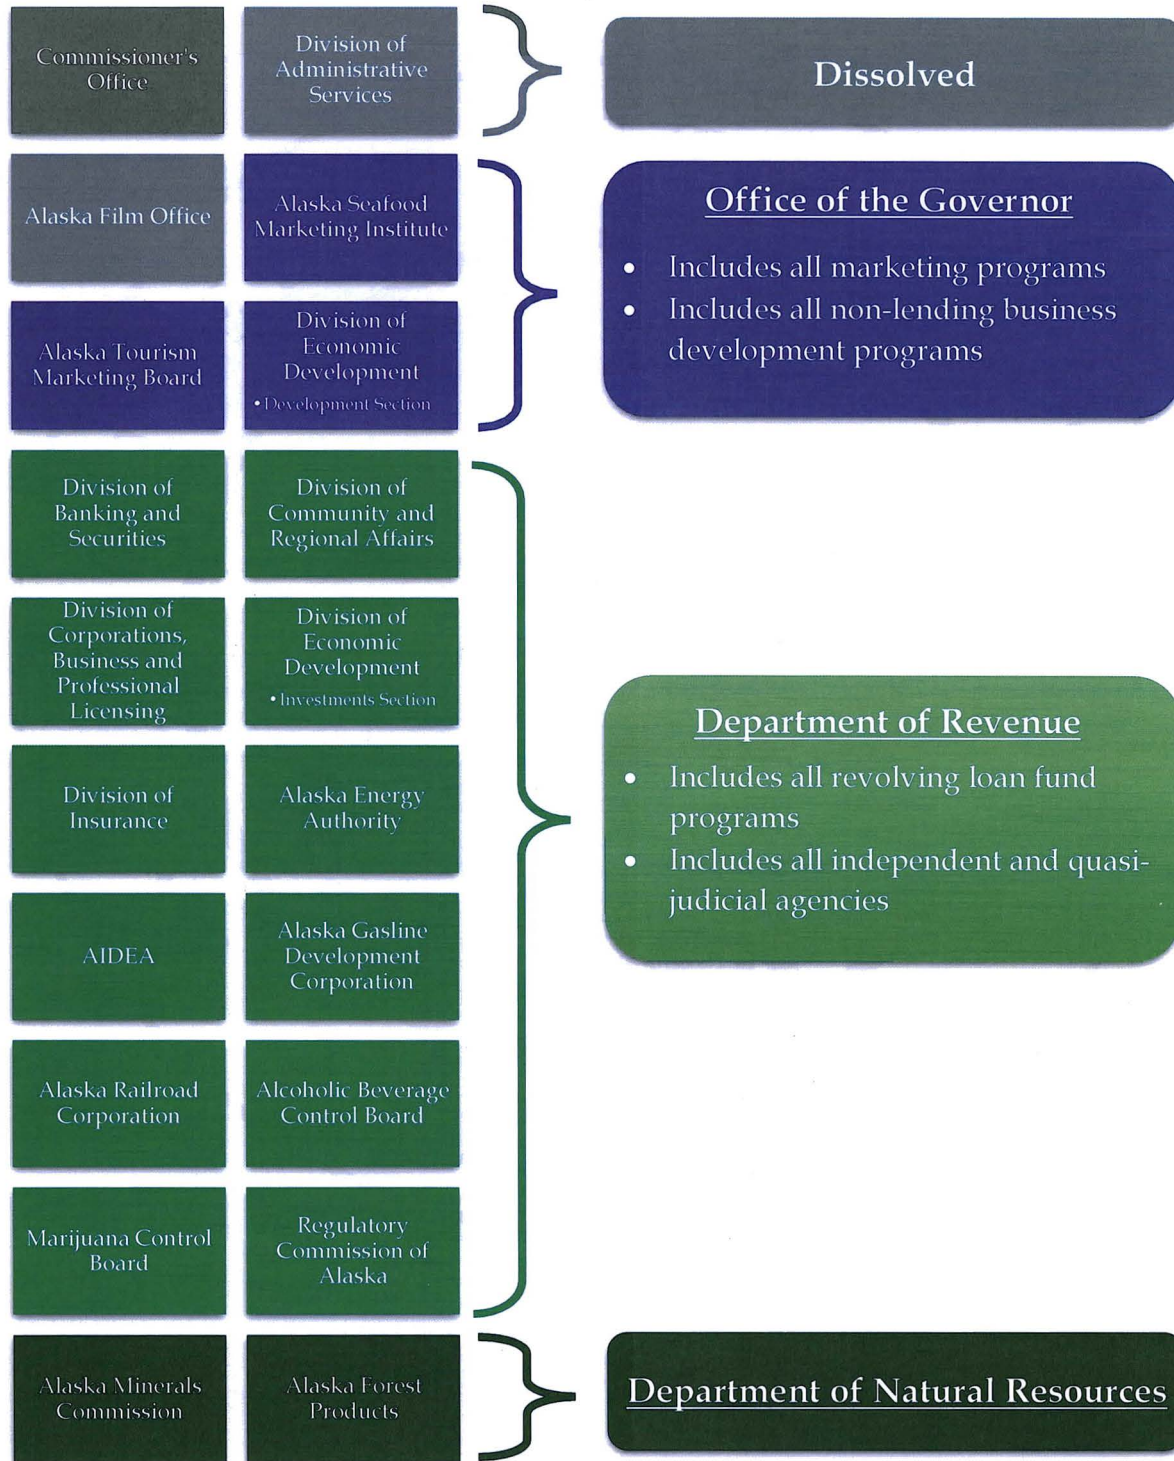 Commissioner's
Office
Division of
Administrative
Services
Dissolved
Alaska Film Office
Alaska Seafood
Marketing Institute
Alaska Tourism
Marketing Board
Division of
Economic
Development
• Development Section
Office of the Governor
• Includes all marketing programs
• Includes all non-lending business
development programs
Division of
Banking and
Securities
Division of
Community and
Regional Affairs
Division of
Corporations,
Business and
Professional
Licensing
Division of
Economic
Development
• Investments Section
Division of
Insurance
Alaska Energy
Authority
AIDEA
Alaska Gasline
Development
Corporation
Alaska Railroad
Corporation
Alcoholic Beverage
Control Board
Marijuana Control
Board
Regulatory
Commission of
Alaska
Department of Revenue
• Includes all revolving loan fund
programs
• Includes all independent and quasi-
judicial agencies
Alaska Minerals
Commission
Alaska Forest
Products
Department of Natural Resources